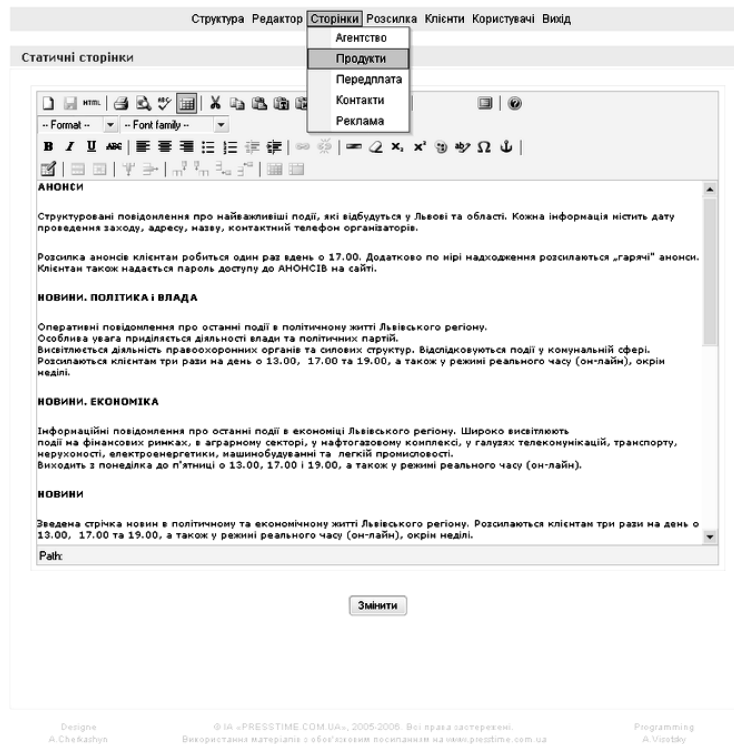 Структура Редактор Сторінки Розсилка Клієнти Користувачі Вихід
Агентство
Продукти
Передплата
Контакти
Реклама
Статичні сторінки
HTML
-- Format -- -- Font family --
B I U ABC
АНОНСИ
Структуровані повідомлення про найважливіші події, які відбудуться у Львові та області. Кожна інформація містить дату
проведення заходу, адресу, назву, контактний телефон організаторів.
Розсилка анонсів клієнтам робиться один раз вдень о 17.00. Додатково по мірі надходження розсилаються „гарячі" анонси.
Клієнтам також надається пароль доступу до АНОНСІВ на сайті.
НОВИНИ. ПОЛІТИКА і ВЛАДА
Оперативні повідомлення про останні події в політичному житті Львівського регіону.
Особлива увага приділяється діяльності влади та політичних партій.
Висвітлюється діяльність правоохоронних органів та силових структур. Відслідковуються події у комунальній сфері.
Розсилаються клієнтам три рази на день о 13.00, 17.00 та 19.00, а також у режимі реального часу (он-лайн), окрім
неділі.
НОВИНИ. ЕКОНОМІКА
Інформаційні повідомлення про останні події в економіці Львівського регіону. Широко висвітлюють
події на фінансових ринках, в аграрному секторі, у нафтогазовому комплексі, у галузях телекомунікацій, транспорту,
нерухомості, електроенергетики, машинобудуванні та легкій промисловості.
Виходить з понеділка до п'ятниці о 13.00, 17.00 і 19.00, а також у режимі реального часу (он-лайн).
НОВИНИ
Зведена стрічка новин в політичному та економічному житті Львівського регіону. Розсилаються клієнтам три рази на день о
13.00, 17.00 та 19.00, а також у режимі реального часу (он-лайн), окрім неділі.
Path:
Змінити
Designe © ІА «PRESSTIME.COM.UA», 2005-2006. Всі права застережені. Programming
Використання матеріалів з обов'язковим посиланням на www.presstime.com.ua